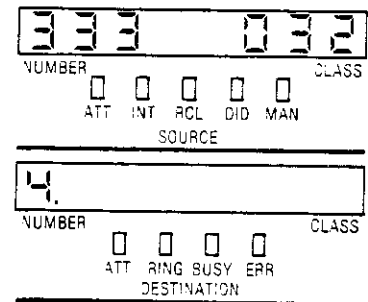 333 032
NUMBER CLASS
ATT INT RCL DID MAN
SOURCE
4.
NUMBER CLASS
ATT RING BUSY ERR
DESTINATION